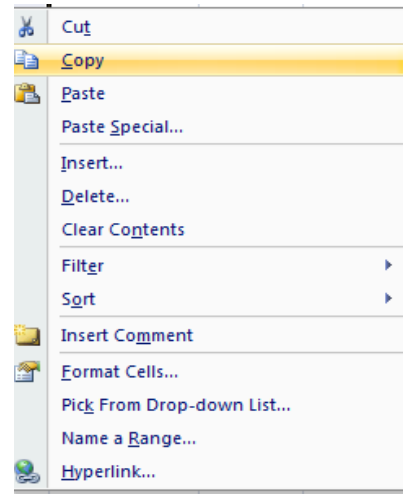 Cut
Copy
Paste
Paste Special...
Insert...
Delete...
Clear Contents
Filter
Sort
Insert Comment
Format Cells...
Pick From Drop-down List...
Name a Range...
Hyperlink...